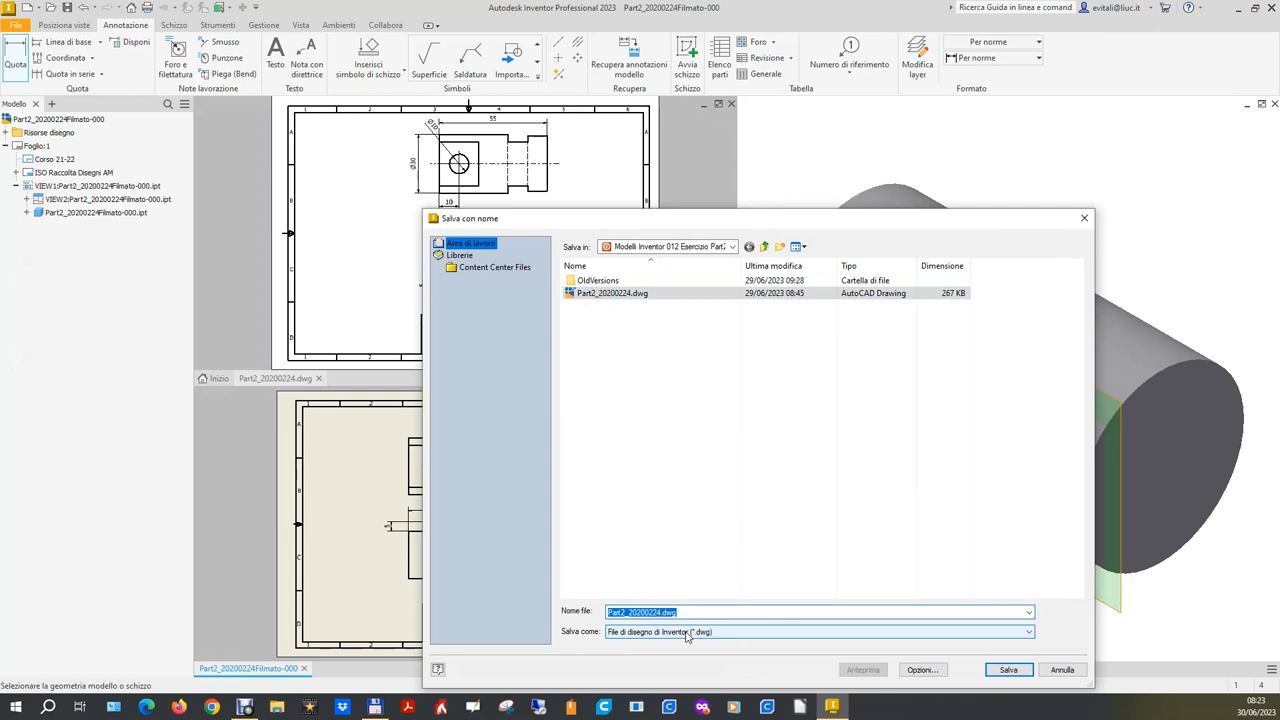 Autodesk Inventor Professional 2023 Part2_20200224Filmato-000
Ricerca Guida in linea e comand
evitali@liuc.it
File Posiziona viste Annotazione Schizzo Strumenti Gestione Vista Ambienti Collabora
Quota
Linea di base
Disponi
Coordinata
Quota in serie
Quota
Foro e filettatura
Smusso
Punzone
Piega (Bend)
Note lavorazione
Testo
Nota con direttrice
Testo
Inserisci simbolo di schizzo
Superficie
Saldatura
Importa...
Simboli
Recupera annotazioni modello
Recupera
Avvia schizzo
Schizzo
Elenco parti
Foro
Revisione
Generale
Tabella
Numero di riferimento
Modifica layer
Per norme
Per norme
Formato
Modello
Part2_20200224Filmato-000
Risorse disegno
Foglio:1
Corso 21-22
ISO Raccolta Disegni AM
VIEW1:Part2_20200224Filmato-000.ipt
VIEW2:Part2_20200224Filmato-000.ipt
Part2_20200224Filmato-000.ipt
55
Ø10
Ø30
10
Inizio Part2_20200224.dwg
Part2_20200224Filmato-000
Salva con nome
Area di lavoro
Librerie
Content Center Files
Salva in: Modelli Inventor 012 Esercizio Part2
Nome Ultima modifica Tipo Dimensione
OldVersions 29/06/2023 09:28 Cartella di file
Part2_20200224.dwg 29/06/2023 08:45 AutoCAD Drawing 267 KB
Nome file: Part2_20200224.dwg
Salva come: File di disegno di Inventor (*.dwg)
Anteprima Opzioni... Salva Annulla
Selezionare la geometria modello o schizzo
1 4
08:23
30/06/2023